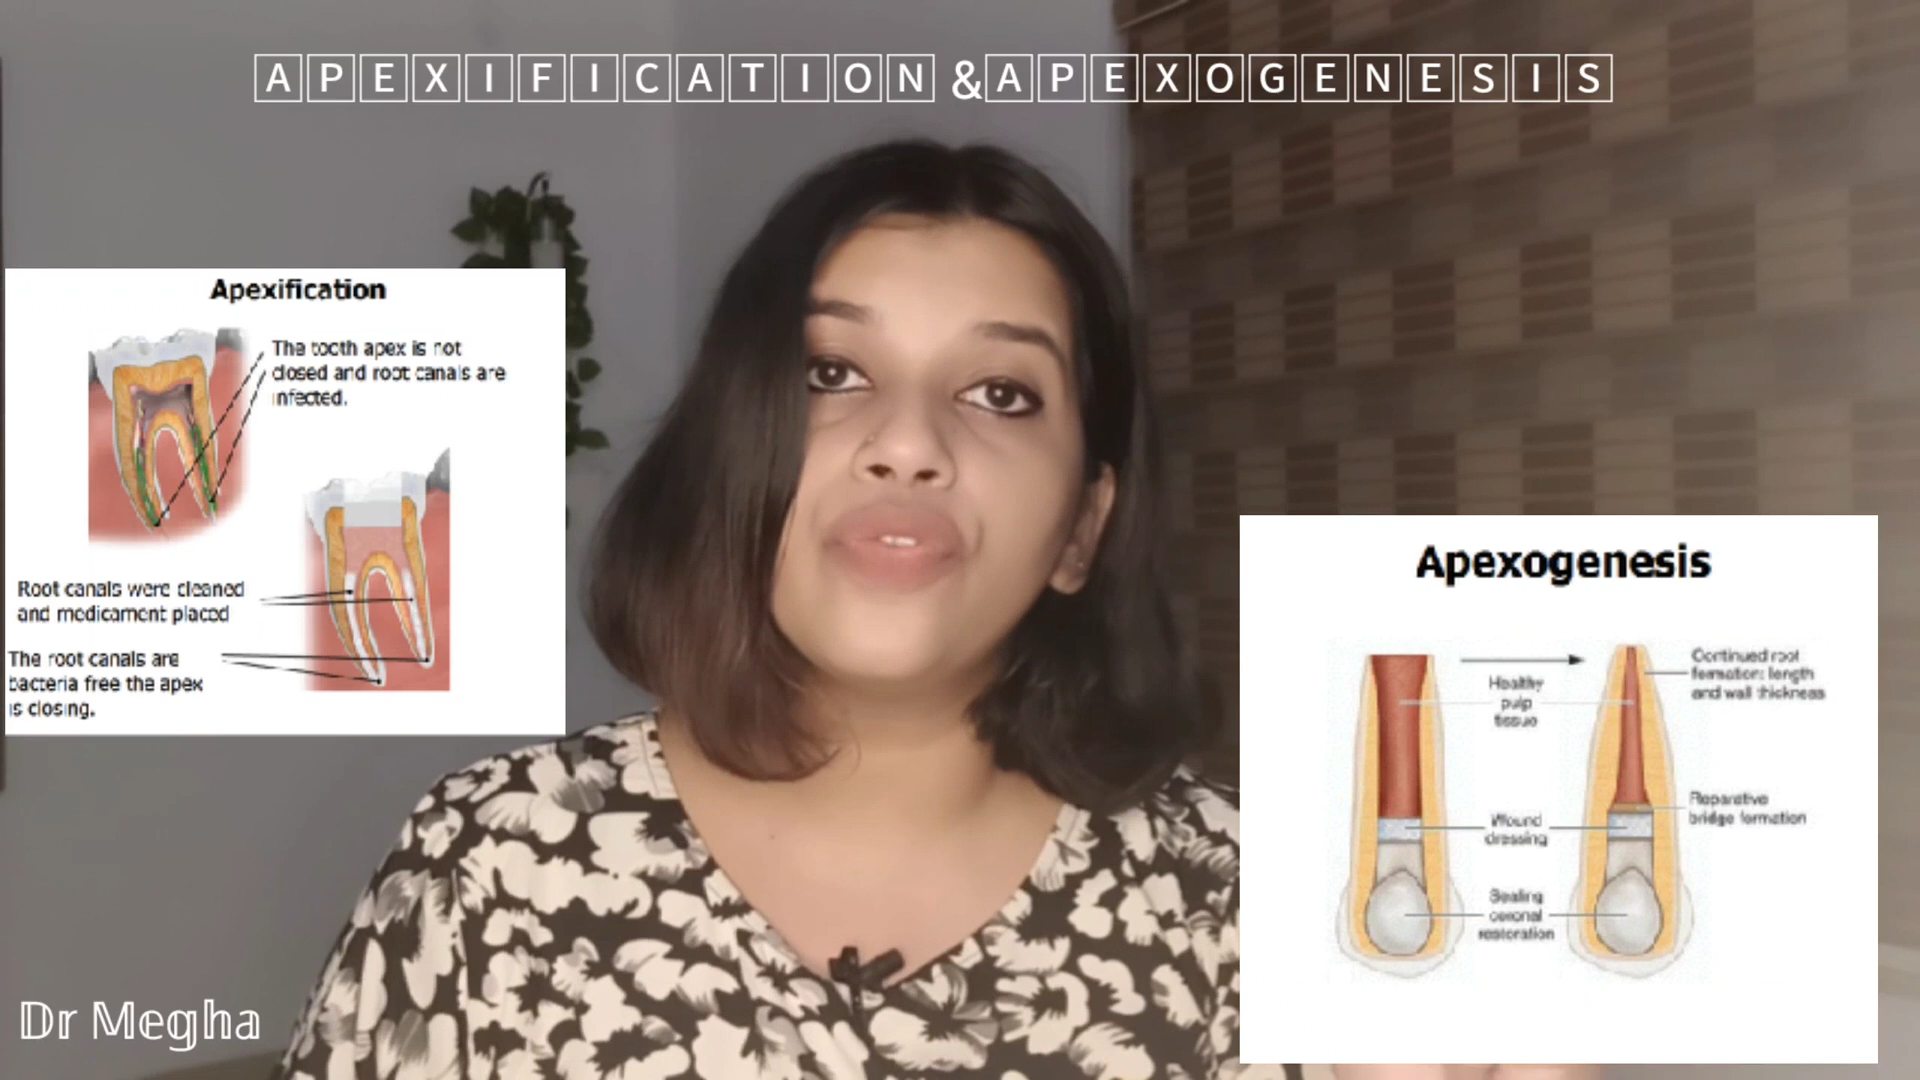 APEXIFICATION &APEXOGENESIS
Apexification
The tooth apex is not
closed and root canals are
infected.
Root canals were cleaned
and medicament placed
The root canals are
bacteria free the apex
is closing.
Apexogenesis
Healthy
pulp
tissue
Continued root
formation: length
and wall thickness
Wound
dressing
Reparative
bridge formation
Sealing
coronal
restoration
Dr Megha